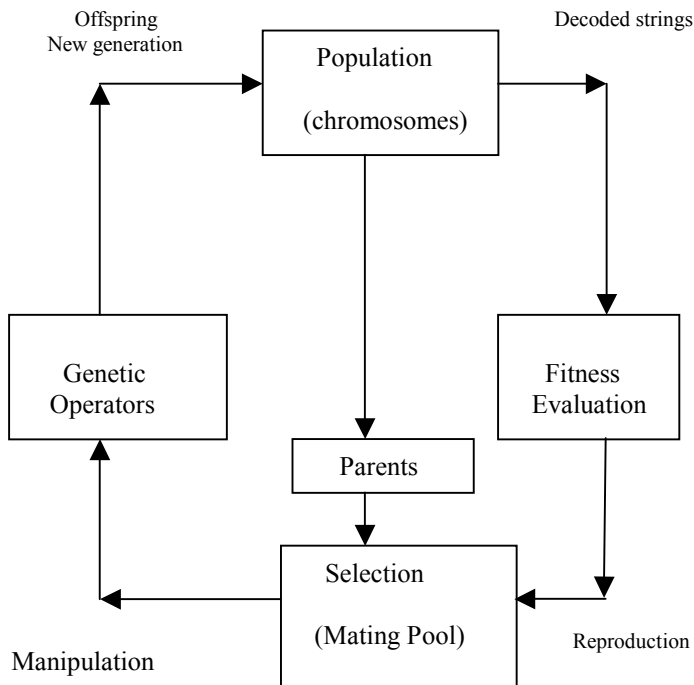 Offspring
New generation
Decoded strings
Population
(chromosomes)
Genetic
Operators
Fitness
Evaluation
Parents
Selection
(Mating Pool)
Manipulation
Reproduction